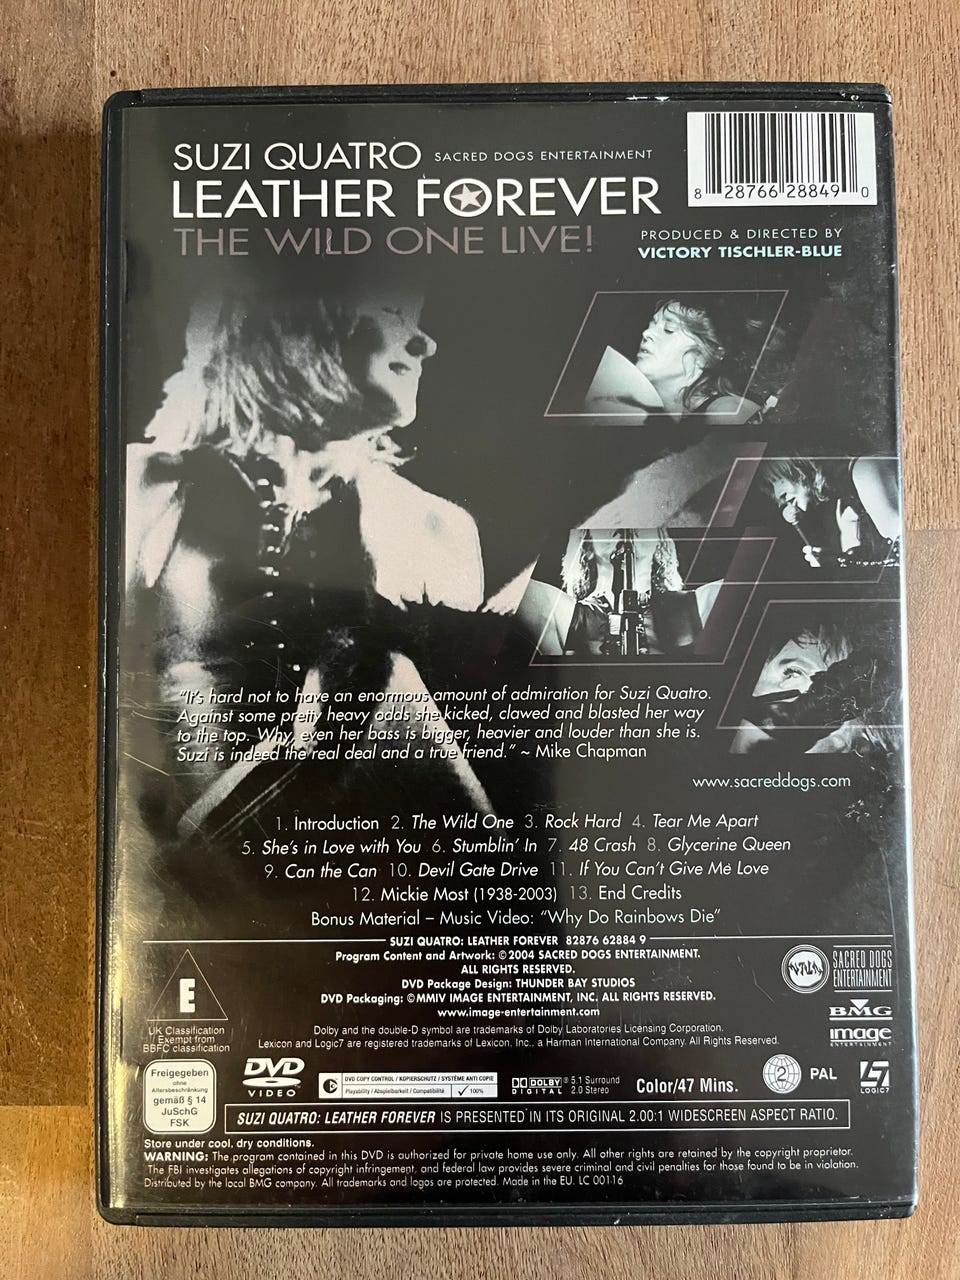 SUZI QUATRO SACRED DOGS ENTERTAINMENT
LEATHER FOREVER
THE WILD ONE LIVE!
8 28766 28849 0
PRODUCED & DIRECTED BY
VICTORY TISCHLER-BLUE
"It's hard not to have an enormous amount of admiration for Suzi Quatro.
Against some pretty heavy odds she kicked, clawed and blasted her way
to the top. Why, even her bass is bigger, heavier and louder than she is.
Suzi is indeed the real deal and a true friend." ~ Mike Chapman
www.sacreddogs.com
1. Introduction 2. The Wild One 3. Rock Hard 4. Tear Me Apart
5. She's in Love with You 6. Stumblin' In 7. 48 Crash 8. Glycerine Queen
9. Can the Can 10. Devil Gate Drive 11. If You Can't Give Me Love
12. Mickie Most (1938-2003) 13. End Credits
Bonus Material – Music Video: "Why Do Rainbows Die"
SUZI QUATRO: LEATHER FOREVER 82876 62884 9
Program Content and Artwork: ©2004 SACRED DOGS ENTERTAINMENT.
ALL RIGHTS RESERVED.
DVD Package Design: THUNDER BAY STUDIOS
DVD Packaging: ©MMIV IMAGE ENTERTAINMENT, INC. ALL RIGHTS RESERVED.
www.image-entertainment.com
E
UK Classification
Exempt from
BBFC classification
SACRED DOGS
ENTERTAINMENT
BMG
image
ENTERTAINMENT
Dolby and the double-D symbol are trademarks of Dolby Laboratories Licensing Corporation.
Lexicon and Logic7 are registered trademarks of Lexicon, Inc., a Harman International Company. All Rights Reserved.
Freigegeben
ohne
Altersbeschränkung
gemäß § 14
JuSchG
FSK
DVD
VIDEO
DVD COPY CONTROL / KOPIERSCHUTZ / SYSTÈME ANTI COPIE
Playability / Abspielbarkeit / Compatibilité ✓ 100%
DOLBY DIGITAL 5.1 Surround
2.0 Stereo
Color/47 Mins.
2
PAL
L7
LOGIC7
SUZI QUATRO: LEATHER FOREVER IS PRESENTED IN ITS ORIGINAL 2.00:1 WIDESCREEN ASPECT RATIO.
Store under cool, dry conditions.
WARNING: The program contained in this DVD is authorized for private home use only. All other rights are retained by the copyright proprietor.
The FBI investigates allegations of copyright infringement, and federal law provides severe criminal and civil penalties for those found to be in violation.
Distributed by the local BMG company. All trademarks and logos are protected. Made in the EU. LC 00116